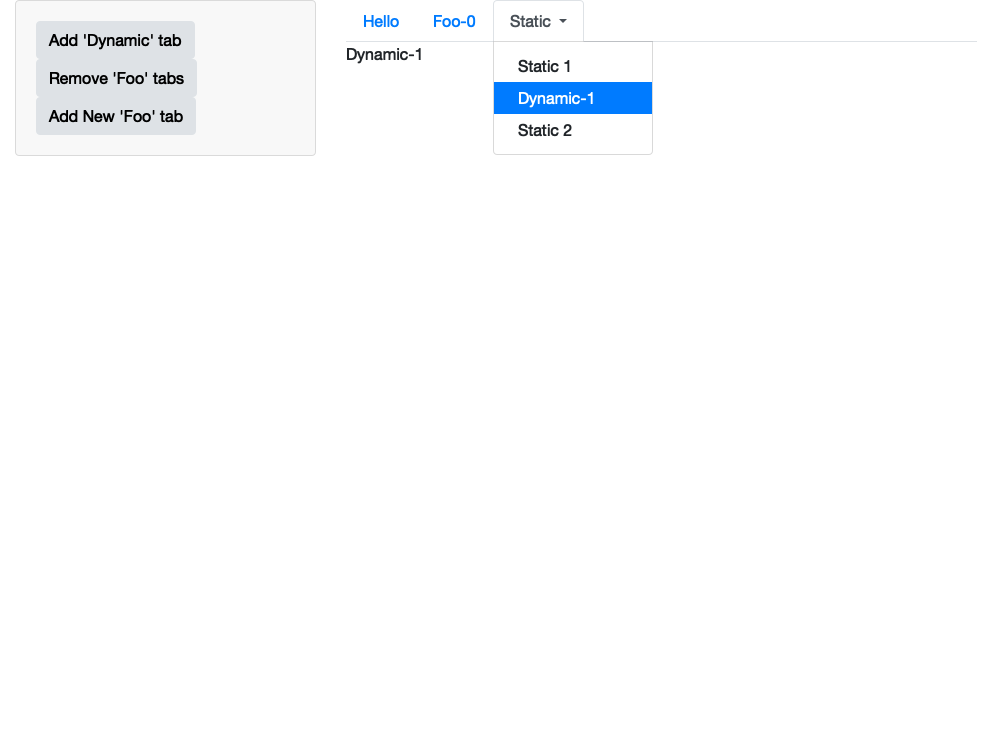 Add 'Dynamic' tab
Remove 'Foo' tabs
Add New 'Foo' tab
Hello
Foo-0
Static
Dynamic-1
Static 1
Dynamic-1
Static 2